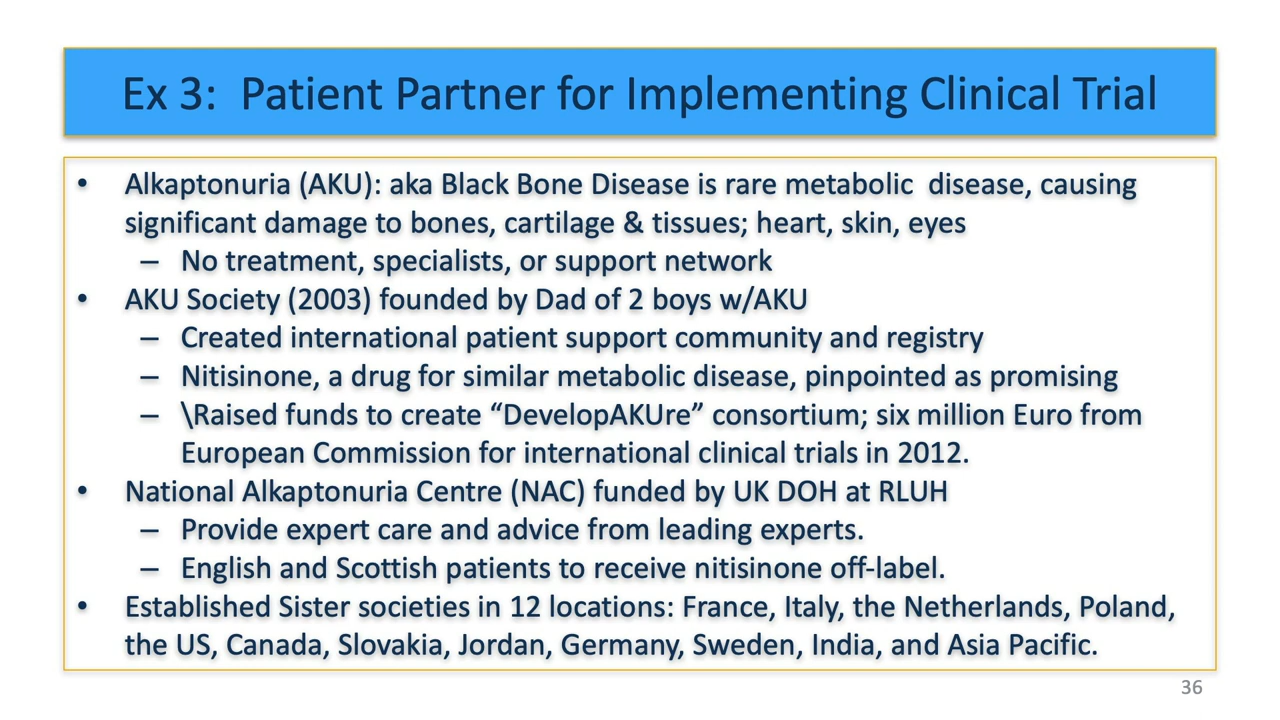 Ex 3:  Patient Partner for Implementing Clinical Trial
• Alkaptonuria (AKU): aka Black Bone Disease is rare metabolic  disease, causing
significant damage to bones, cartilage & tissues; heart, skin, eyes
– No treatment, specialists, or support network
• AKU Society (2003) founded by Dad of 2 boys w/AKU
– Created international patient support community and registry
– Nitisinone, a drug for similar metabolic disease, pinpointed as promising
– \Raised funds to create “DevelopAKUre” consortium; six million Euro from
European Commission for international clinical trials in 2012.
• National Alkaptonuria Centre (NAC) funded by UK DOH at RLUH
– Provide expert care and advice from leading experts.
– English and Scottish patients to receive nitisinone off-label.
• Established Sister societies in 12 locations: France, Italy, the Netherlands, Poland,
the US, Canada, Slovakia, Jordan, Germany, Sweden, India, and Asia Pacific.
36